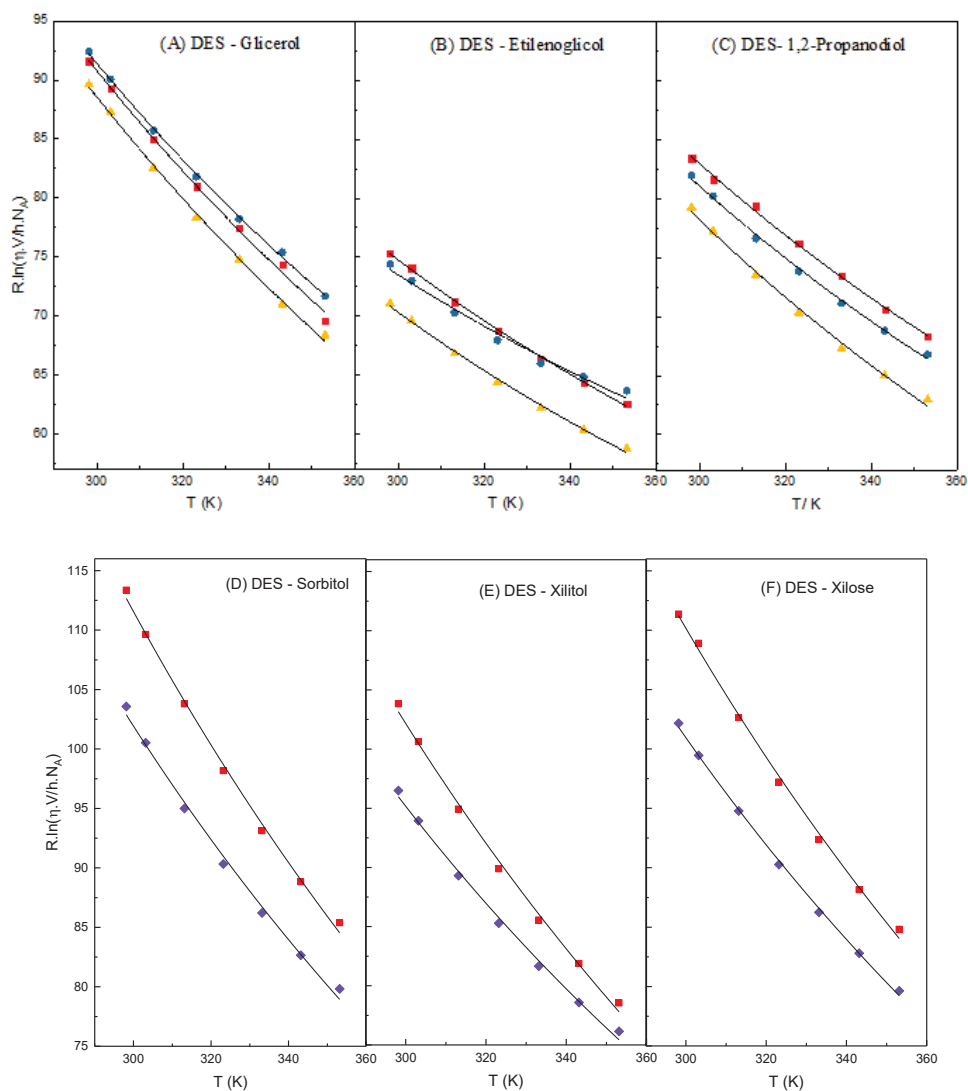 95
90
85
80
75
70
65
60
R.ln(η.V/h.N_A)
(A) DES - Glicerol
(B) DES - Etilenoglicol
(C) DES- 1,2-Propanodiol
300 320 340 360 300 320 340 360 300 320 340 360
T (K) T (K) T/ K
115
110
105
100
95
90
85
80
75
R.ln(η.V/h.N_A)
(D) DES - Sorbitol
(E) DES - Xilitol
(F) DES - Xilose
300 320 340 360 300 320 340 360 300 320 340 360
T (K) T (K) T (K)